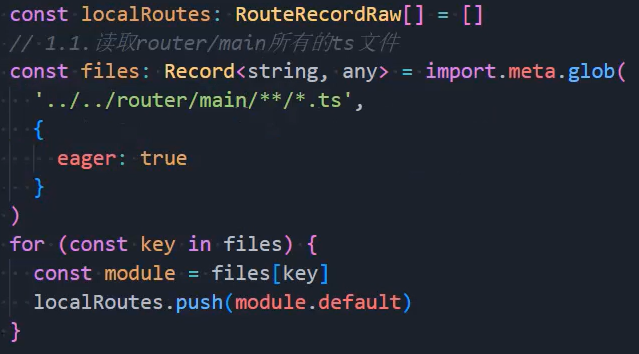 const localRoutes: RouteRecordRaw[] = []
// 1.1.读取router/main所有的ts文件
const files: Record<string, any> = import.meta.glob(
  '../../router/main/**/*.ts',
  {
    eager: true
  }
)
for (const key in files) {
  const module = files[key]
  localRoutes.push(module.default)
}